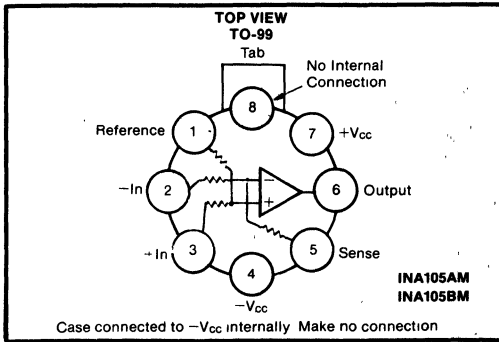 TOP VIEW
TO-99
Tab
No Internal
Connection
8
Reference
1
7
+Vcc
−In
2
−
+
6
Output
+In
3
5
Sense
4
−Vcc
INA105AM
INA105BM
Case connected to −Vcc internally Make no connection